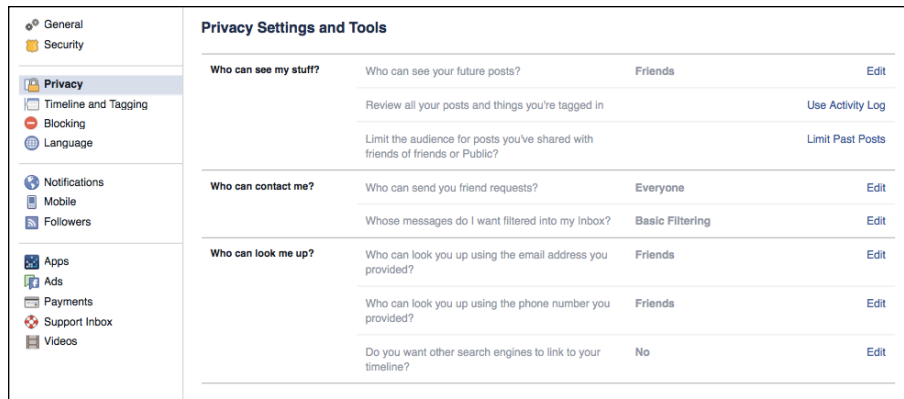 General
Security
Privacy
Timeline and Tagging
Blocking
Language
Notifications
Mobile
Followers
Apps
Ads
Payments
Support Inbox
Videos
Privacy Settings and Tools
Who can see my stuff?
Who can see your future posts?
Friends
Edit
Review all your posts and things you're tagged in
Use Activity Log
Limit the audience for posts you've shared with
friends of friends or Public?
Limit Past Posts
Who can contact me?
Who can send you friend requests?
Everyone
Edit
Whose messages do I want filtered into my Inbox?
Basic Filtering
Edit
Who can look me up?
Who can look you up using the email address you
provided?
Friends
Edit
Who can look you up using the phone number you
provided?
Friends
Edit
Do you want other search engines to link to your
timeline?
No
Edit